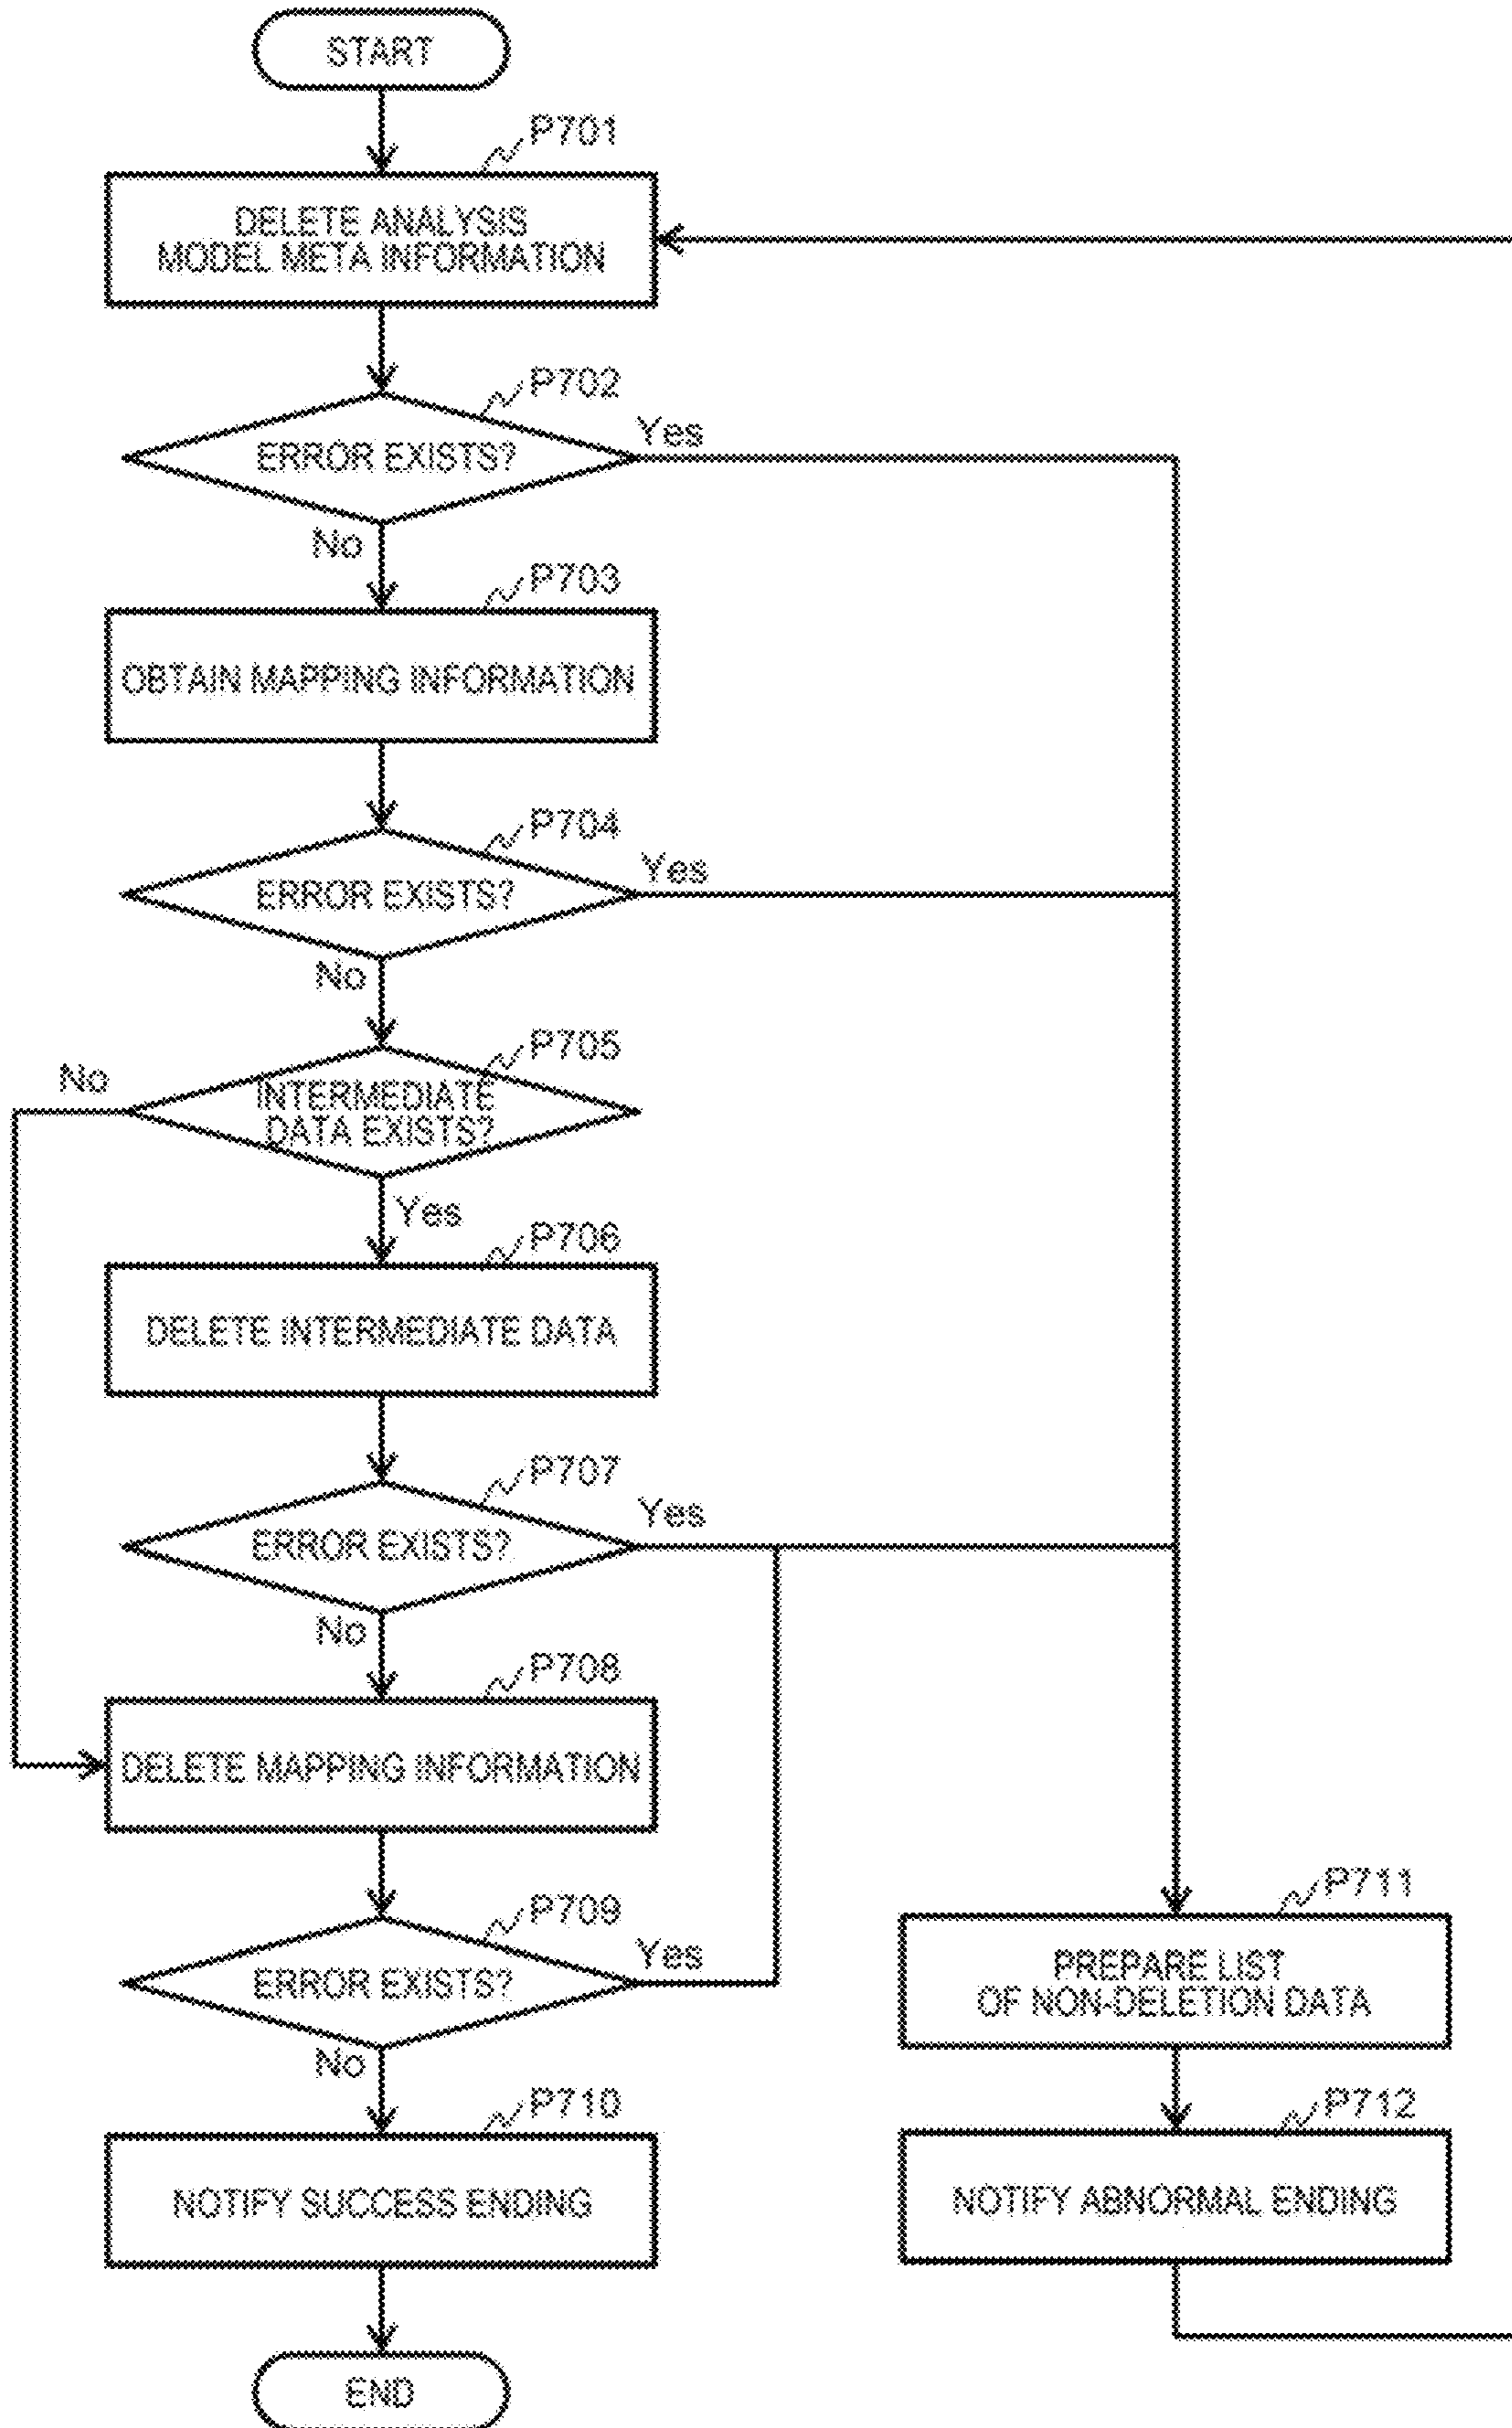 START
P701
DELETE ANALYSIS
MODEL META INFORMATION
P702
ERROR EXISTS?
Yes
No
P703
OBTAIN MAPPING INFORMATION
P704
ERROR EXISTS?
Yes
No
P705
No
INTERMEDIATE
DATA EXISTS?
Yes
P706
DELETE INTERMEDIATE DATA
P707
ERROR EXISTS?
Yes
No
P708
DELETE MAPPING INFORMATION
P709
ERROR EXISTS?
Yes
No
P710
NOTIFY SUCCESS ENDING
END
P711
PREPARE LIST
OF NON-DELETION DATA
P712
NOTIFY ABNORMAL ENDING